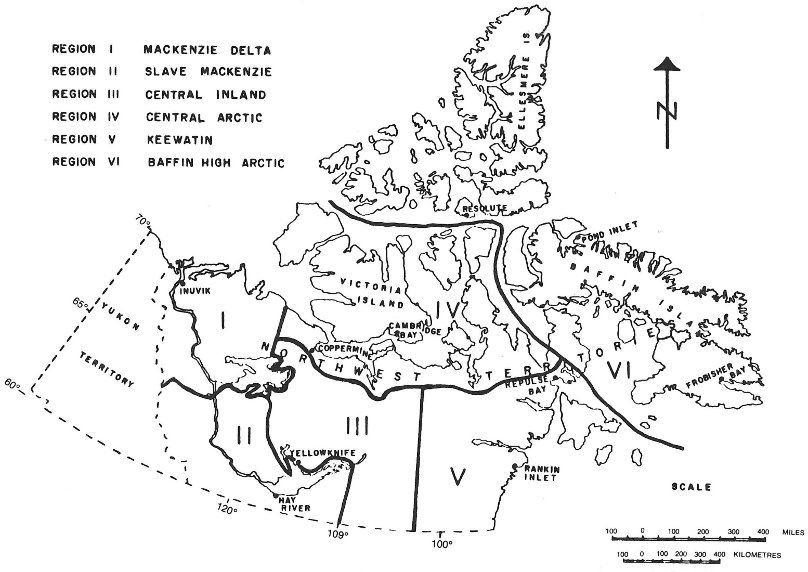 REGION I MACKENZIE DELTA
REGION II SLAVE MACKENZIE
REGION III CENTRAL INLAND
REGION IV CENTRAL ARCTIC
REGION V KEEWATIN
REGION VI BAFFIN HIGH ARCTIC
ELLESMERE IS
N
RESOLUTE
70°
POND INLET
BAFFIN ISLA
INUVIK
VICTORIA
ISLAND
65°
YUKON
TERRITORY
I
IV
CAMBRIDGE
BAY
COPPERMINE
NORTHWEST TERRITORIE
VI
REPULSE
BAY
FROBISHER
BAY
60°
II
III
YELLOWKNIFE
V
RANKIN
INLET
HAY
RIVER
120°
109°
100°
SCALE
100 0 100 200 300 400 MILES
100 0 100 200 300 400 KILOMETRES